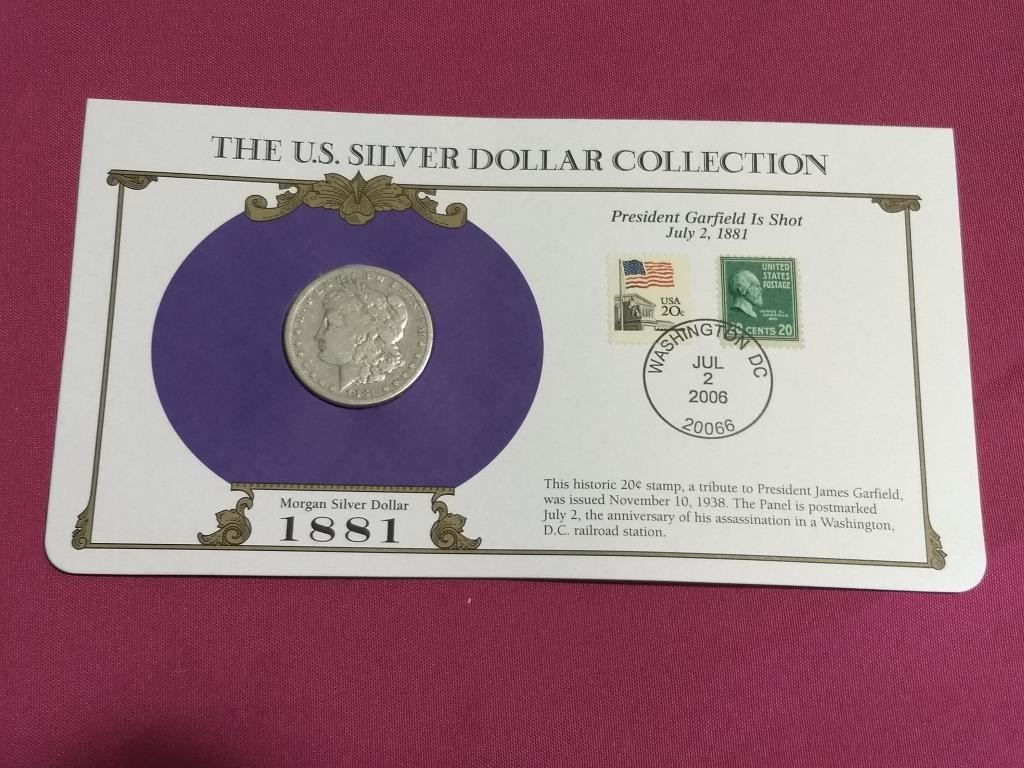 THE U.S. SILVER DOLLAR COLLECTION
President Garfield Is Shot
July 2, 1881
USA
20c
UNITED
STATES
POSTAGE
JAMES A.
GARFIELD
CENTS 20
WASHINGTON DC
JUL
2
2006
20066
1881
Morgan Silver Dollar
1881
This historic 20¢ stamp, a tribute to President James Garfield,
was issued November 10, 1938. The Panel is postmarked
July 2, the anniversary of his assassination in a Washington,
D.C. railroad station.